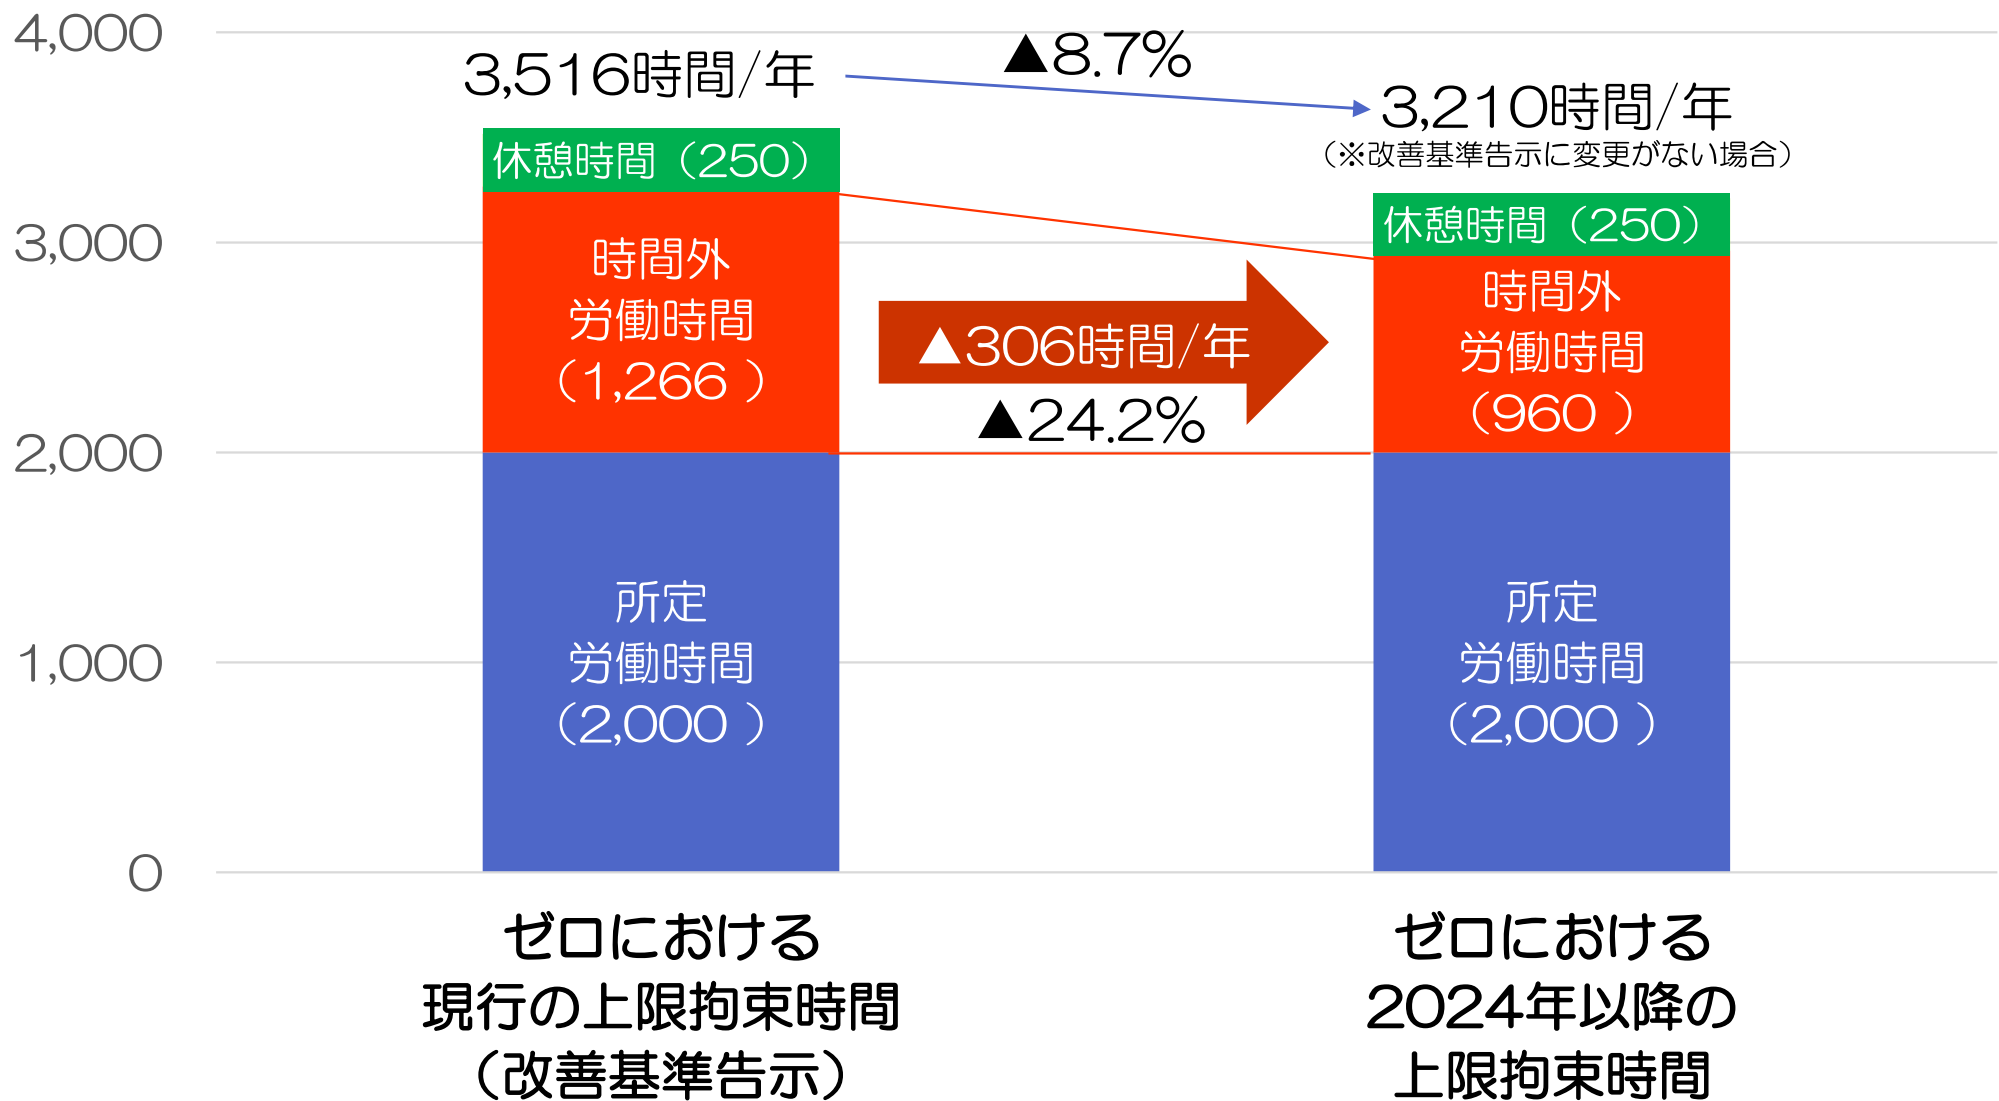 4,000
3,000
2,000
1,000
0
3,516時間/年
▲8.7%
3,210時間/年
（※改善基準告示に変更がない場合）
休憩時間（250）
時間外
労働時間
（1,266 ）
所定
労働時間
（2,000 ）
▲306時間/年
▲24.2%
休憩時間（250）
時間外
労働時間
（960 ）
所定
労働時間
（2,000 ）
ゼロにおける
現行の上限拘束時間
（改善基準告示）
ゼロにおける
2024年以降の
上限拘束時間